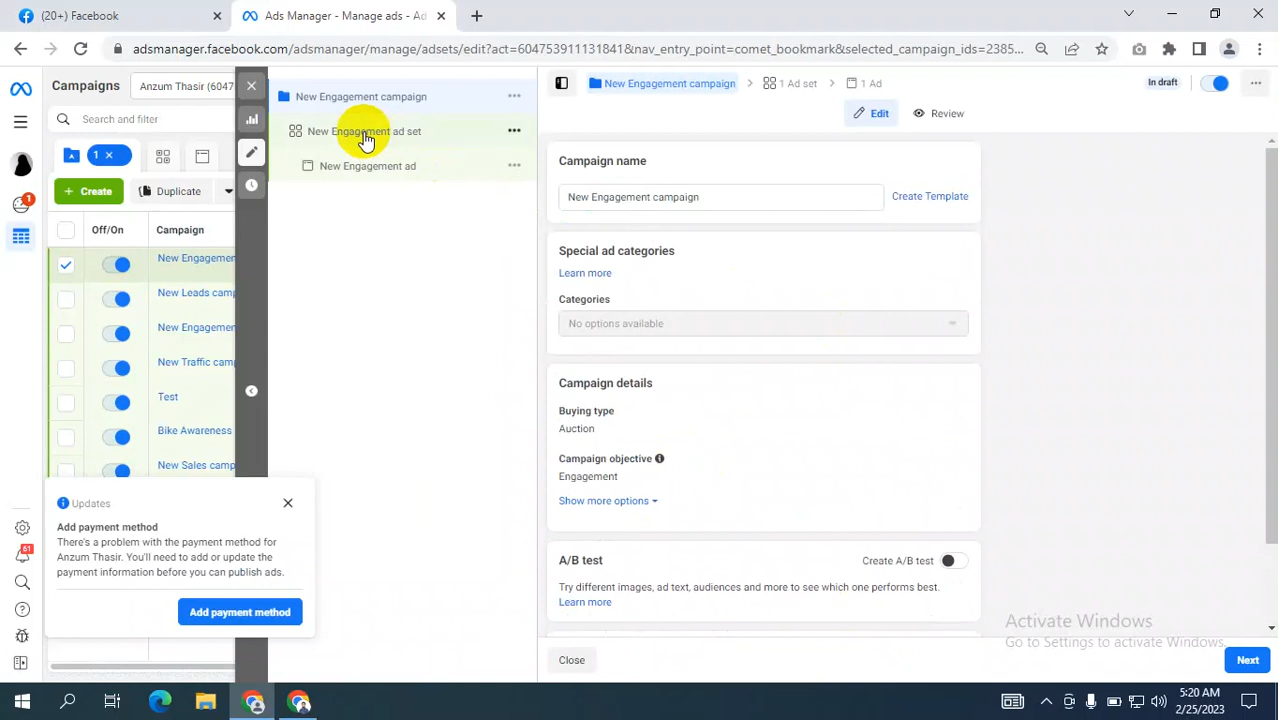 (20+) Facebook
Ads Manager - Manage ads - Ad
adsmanager.facebook.com/adsmanager/manage/adsets/edit?act=604753911131841&nav_entry_point=comet_bookmark&selected_campaign_ids=2385...
Campaigns
Anzum Thasir (6047
New Engagement campaign
New Engagement campaign
1 Ad set
1 Ad
In draft
Search and filter
New Engagement ad set
Edit
Review
1
New Engagement ad
Campaign name
Create
Duplicate
New Engagement campaign
Create Template
1
Off/On
Campaign
Special ad categories
New Engagemen
Learn more
New Leads camp
Categories
No options available
New Engagemen
New Traffic camp
Campaign details
Test
Buying type
Auction
Bike Awareness
Campaign objective
New Sales camp
Engagement
Show more options
Updates
Add payment method
There's a problem with the payment method for
Anzum Thasir. You'll need to add or update the
payment information before you can publish ads.
Add payment method
51
A/B test
Create A/B test
Try different images, ad text, audiences and more to see which one performs best.
Learn more
Activate Windows
Go to Settings to activate Windows.
Close
Next
5:20 AM
2/25/2023